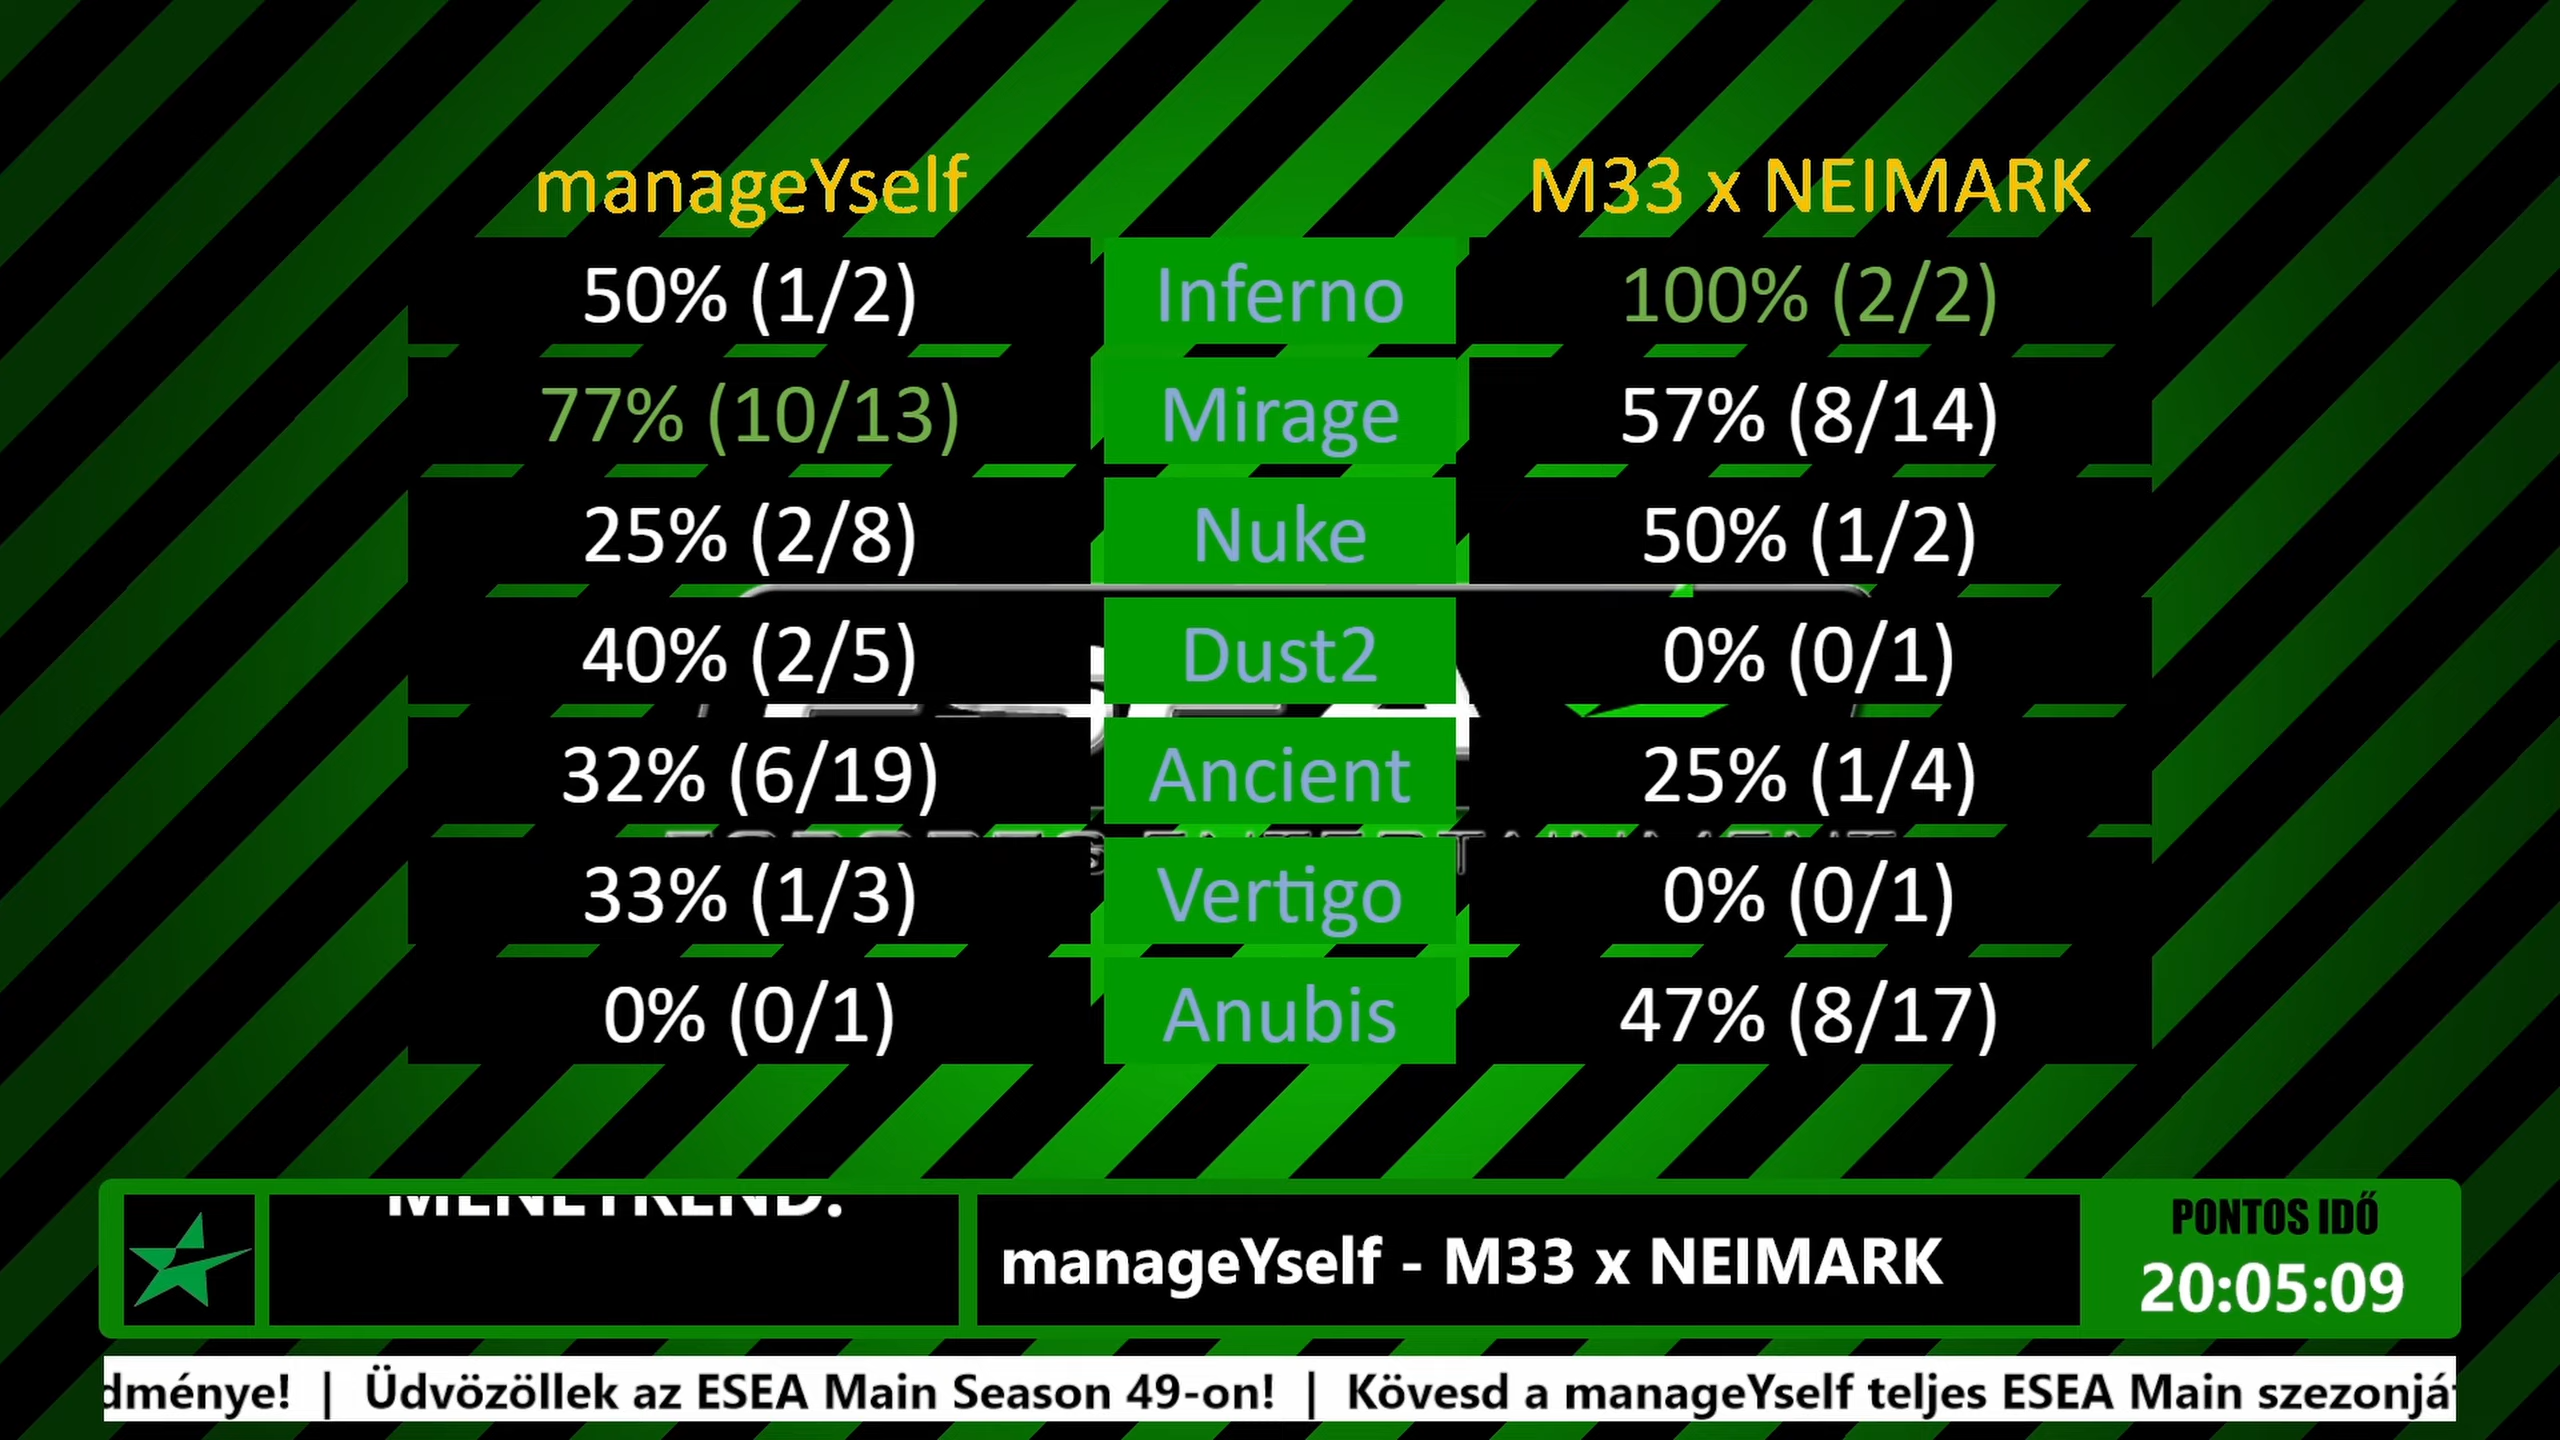 manageYself M33 x NEIMARK
50% (1/2) Inferno 100% (2/2)
77% (10/13) Mirage 57% (8/14)
25% (2/8) Nuke 50% (1/2)
40% (2/5) Dust2 0% (0/1)
32% (6/19) Ancient 25% (1/4)
33% (1/3) Vertigo 0% (0/1)
0% (0/1) Anubis 47% (8/17)
MENETREND:
manageYself - M33 x NEIMARK
PONTOS IDŐ
20:05:09
dménye! | Üdvözöllek az ESEA Main Season 49-on! | Kövesd a manageYself teljes ESEA Main szezonjá